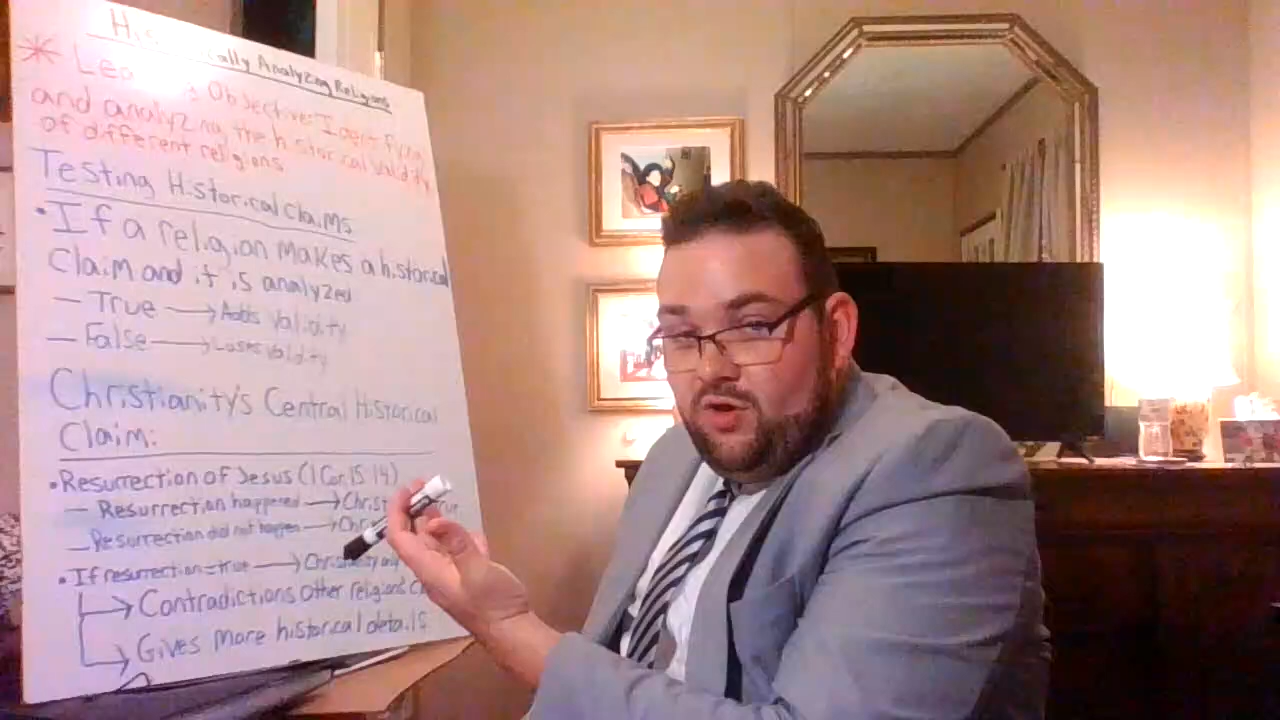 Analyzing Religions
* Learning Objective: Identifying
and analyzing the historical validity
of different religions
Testing Historical Claims
• If a religion makes a historical
Claim and it is analyzed
- True → Adds Validity
- False → Loses Validity
Christianity's Central Historical
Claim:
• Resurrection of Jesus (1 Cor. 15:14)
- Resurrection happened → True
- Resurrection did not happen →
• If resurrection = true → Christianity only
→ Contradictions other religions
→ Gives more historical details